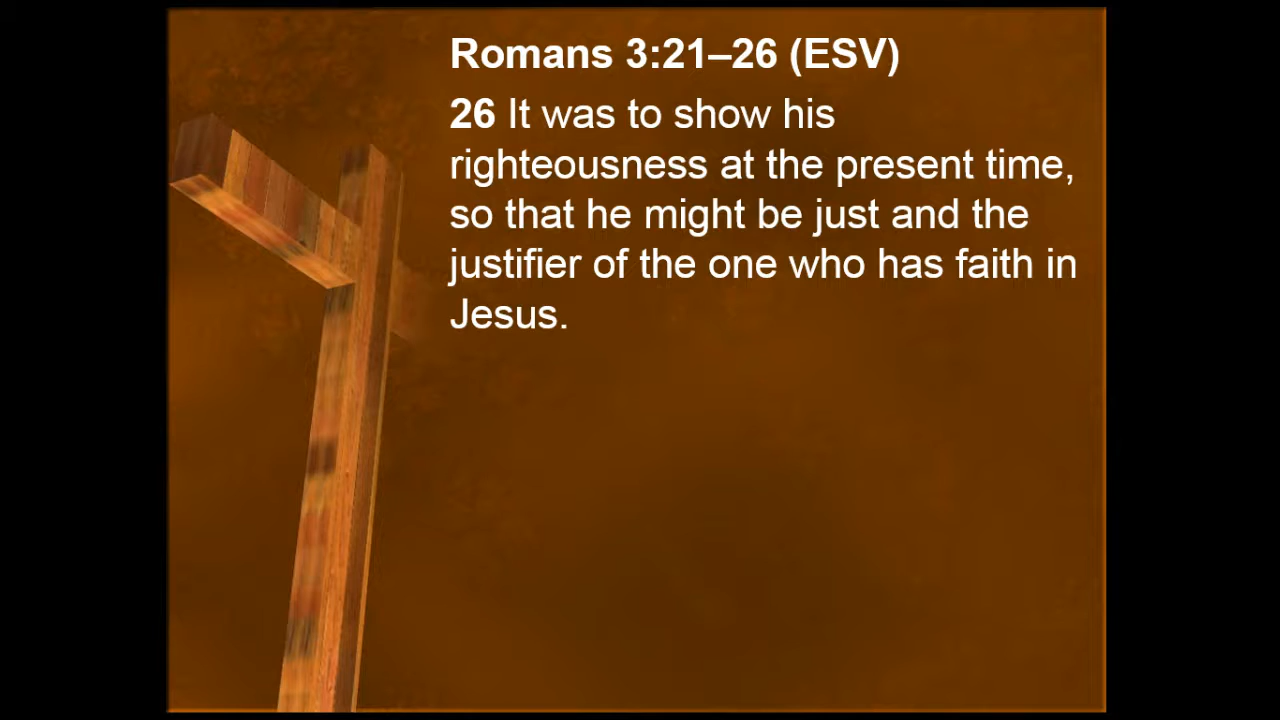 Romans 3:21–26 (ESV)
26 It was to show his
righteousness at the present time,
so that he might be just and the
justifier of the one who has faith in
Jesus.